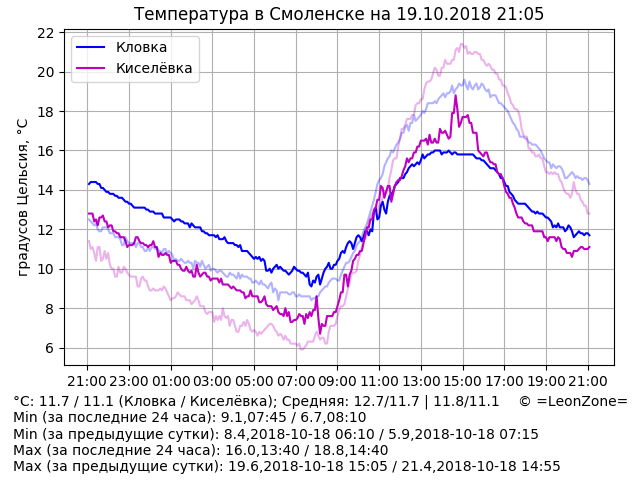 Температура в Смоленске на 19.10.2018 21:05
22
20
18
16
14
12
10
8
6
градусов Цельсия, °C
Кловка
Киселёвка
21:00 23:00 01:00 03:00 05:00 07:00 09:00 11:00 13:00 15:00 17:00 19:00 21:00
°C: 11.7 / 11.1 (Кловка / Киселёвка); Средняя: 12.7/11.7 | 11.8/11.1 © =LeonZone=
Min (за последние 24 часа): 9.1,07:45 / 6.7,08:10
Min (за предыдущие сутки): 8.4,2018-10-18 06:10 / 5.9,2018-10-18 07:15
Max (за последние 24 часа): 16.0,13:40 / 18.8,14:40
Max (за предыдущие сутки): 19.6,2018-10-18 15:05 / 21.4,2018-10-18 14:55